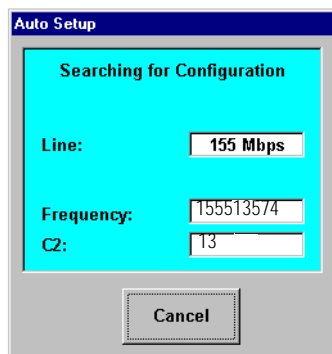 Auto Setup
Searching for Configuration
Line: 155 Mbps
Frequency: 155513574
C2: 13
Cancel